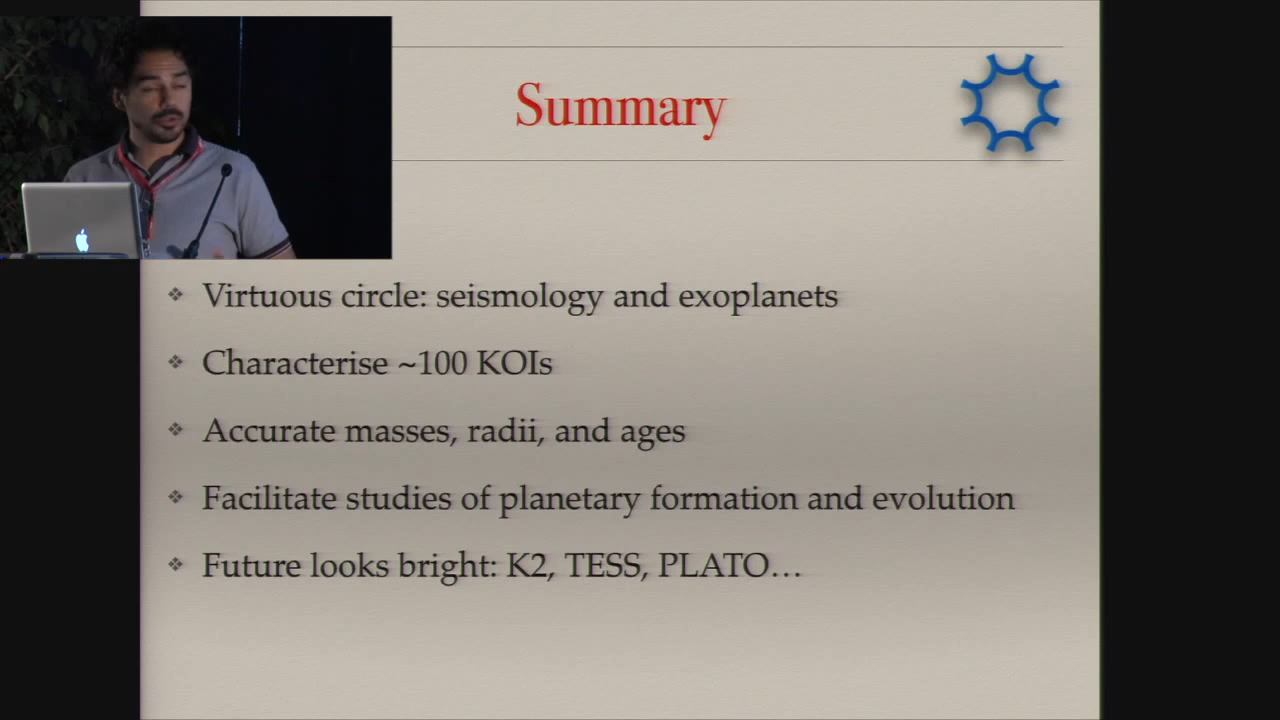 Summary
Virtuous circle: seismology and exoplanets
Characterise ~100 KOIs
Accurate masses, radii, and ages
Facilitate studies of planetary formation and evolution
Future looks bright: K2, TESS, PLATO…